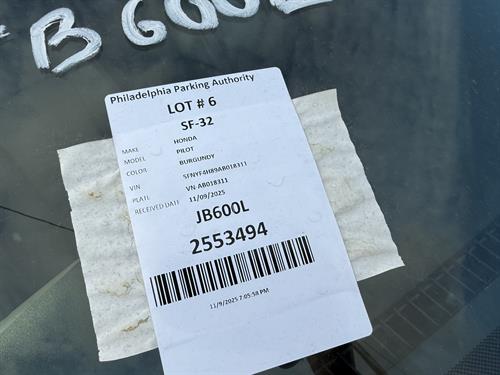 B 600L
Philadelphia Parking Authority
LOT # 6
SF-32
MAKE HONDA
MODEL PILOT
COLOR BURGUNDY
VIN 5FNYF4H89AB018311
PLATE VN-AB018311
RECEIVED DATE 11/09/2025
JB600L
2553494
11/9/2025 7:05:58 PM